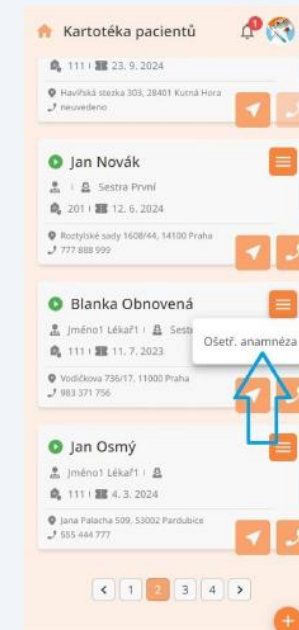 Kartotéka pacientů
1
111 | 23. 9. 2024
Havířská stezka 303, 28401 Kutná Hora
neuvedeno
Jan Novák
| Sestra První
201 | 12. 6. 2024
Roztylské sady 1608/44, 14100 Praha
777 888 999
Blanka Obnovená
Jméno1 Lékař1 | Sest
Ošetř. anamnéza
111 | 11. 7. 2023
Vodičkova 736/17, 11000 Praha
983 371 756
Jan Osmý
Jméno1 Lékař1 |
111 | 4. 3. 2024
Jana Palacha 509, 53002 Pardubice
555 444 777
< 1 2 3 4 >
+